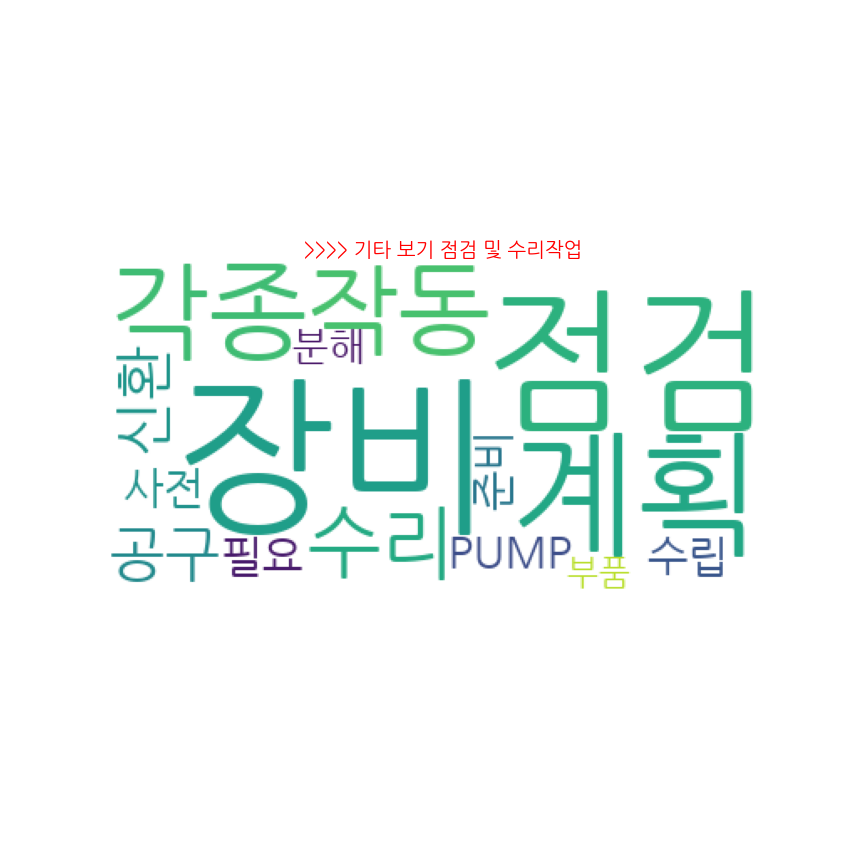 >>>> 기타 보기 점검 및 수리작업
각종
작동
점검
분해
신환
장비
준비
계획
사전
공구
필요
수리
PUMP
부품
수립